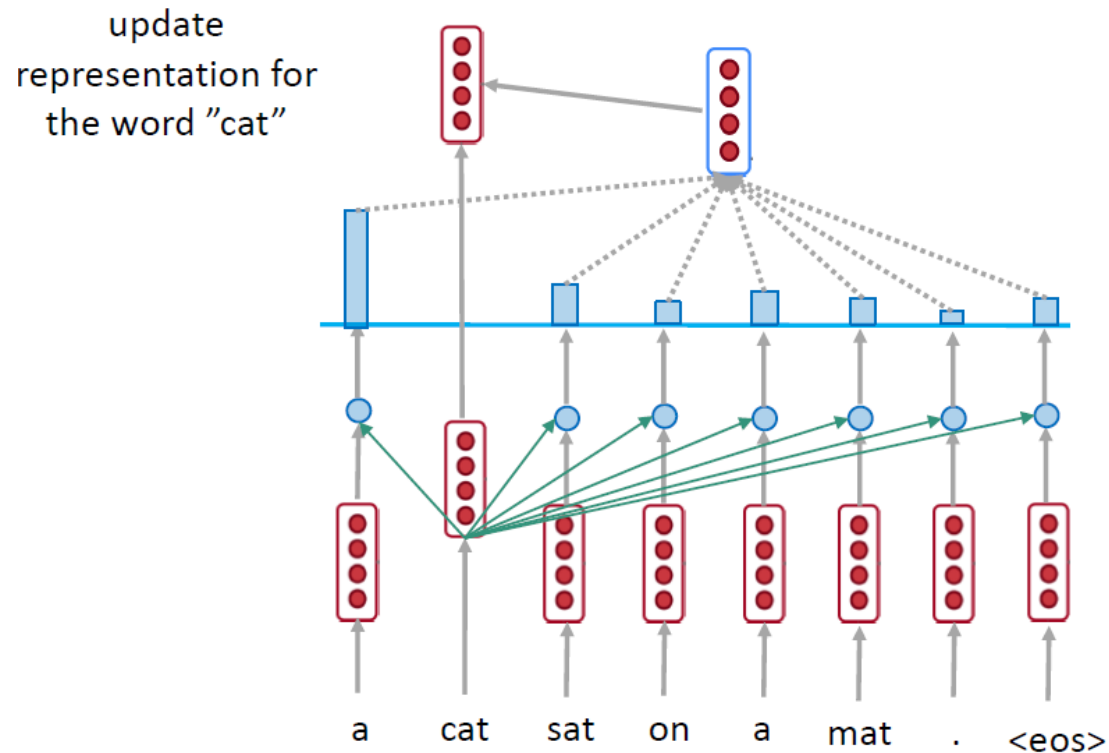 update
representation for
the word ”cat”
a cat sat on a mat . <eos>